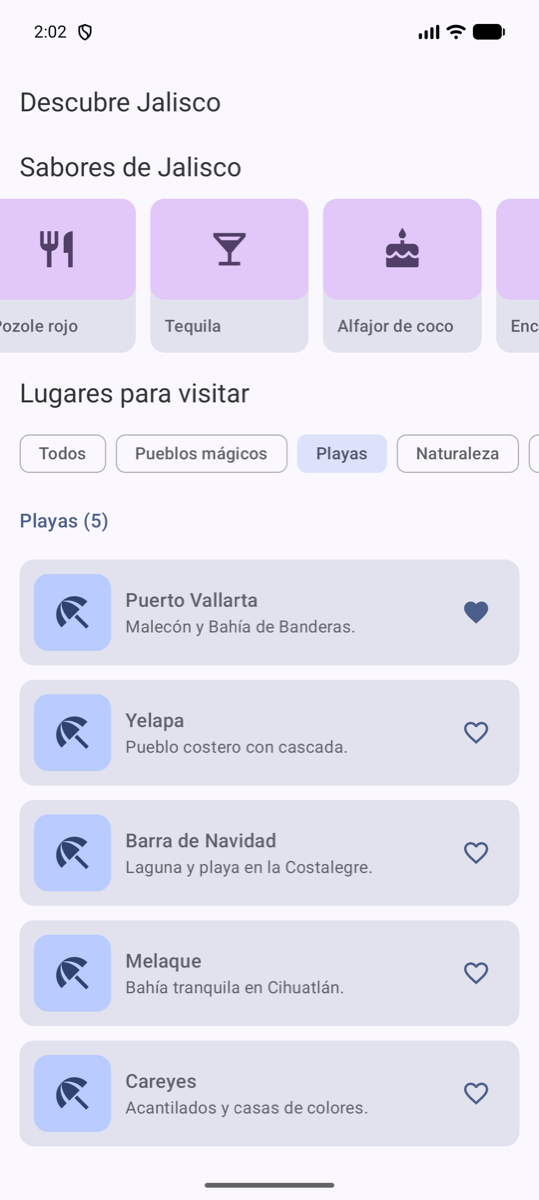 2:02
Descubre Jalisco
Sabores de Jalisco
Pozole rojo
Tequila
Alfajor de coco
Enc
Lugares para visitar
Todos
Pueblos mágicos
Playas
Naturaleza
Playas (5)
Puerto Vallarta
Malecón y Bahía de Banderas.
Yelapa
Pueblo costero con cascada.
Barra de Navidad
Laguna y playa en la Costalegre.
Melaque
Bahía tranquila en Cihuatlán.
Careyes
Acantilados y casas de colores.